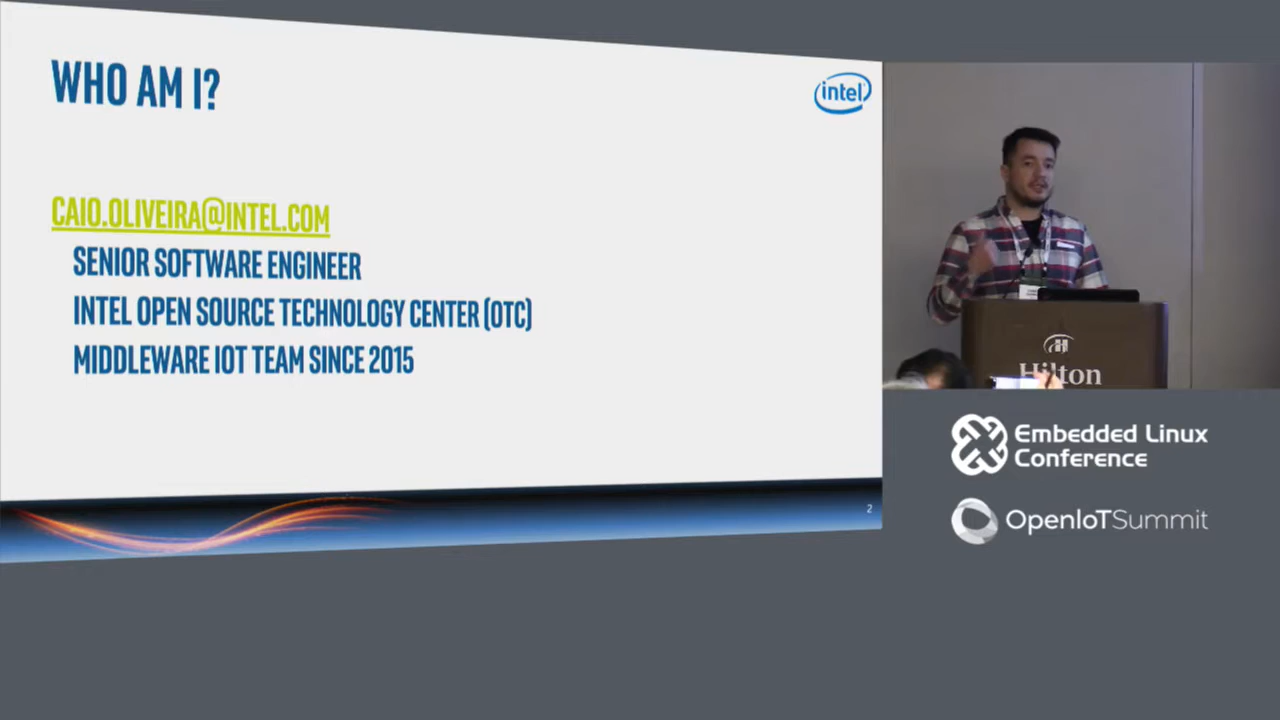 WHO AM I?
intel
CAIO.OLIVEIRA@INTEL.COM
SENIOR SOFTWARE ENGINEER
INTEL OPEN SOURCE TECHNOLOGY CENTER (OTC)
MIDDLEWARE IOT TEAM SINCE 2015
2
H
Hilton
Embedded Linux
Conference
OpenIoTSummit